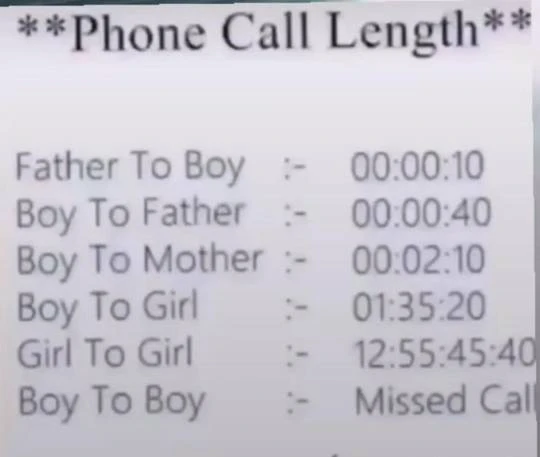 **Phone Call Length**
Father To Boy :- 00:00:10
Boy To Father :- 00:00:40
Boy To Mother :- 00:02:10
Boy To Girl :- 01:35:20
Girl To Girl :- 12:55:45:40
Boy To Boy :- Missed Call